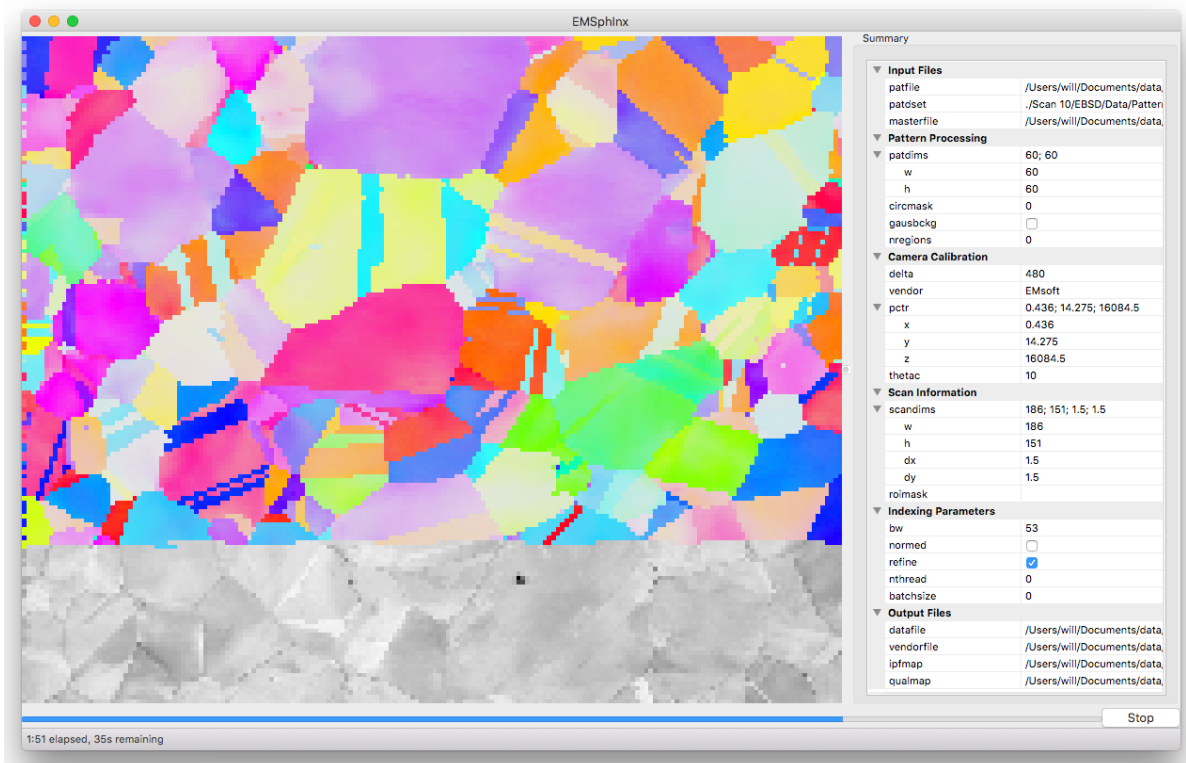 EMSphInx
Summary
Input Files
patfile /Users/will/Documents/data,
patdset ./Scan 10/EBSD/Data/Pattern
masterfile /Users/will/Documents/data,
Pattern Processing
patdims 60; 60
w 60
h 60
circmask 0
gausbckg
nregions 0
Camera Calibration
delta 480
vendor EMsoft
pctr 0.436; 14.275; 16084.5
x 0.436
y 14.275
z 16084.5
thetac 10
Scan Information
scandims 186; 151; 1.5; 1.5
w 186
h 151
dx 1.5
dy 1.5
roimask
Indexing Parameters
bw 53
normed
refine
nthread 0
batchsize 0
Output Files
datafile /Users/will/Documents/data,
vendorfile /Users/will/Documents/data,
ipfmap /Users/will/Documents/data,
qualmap /Users/will/Documents/data,
Stop
1:51 elapsed, 35s remaining